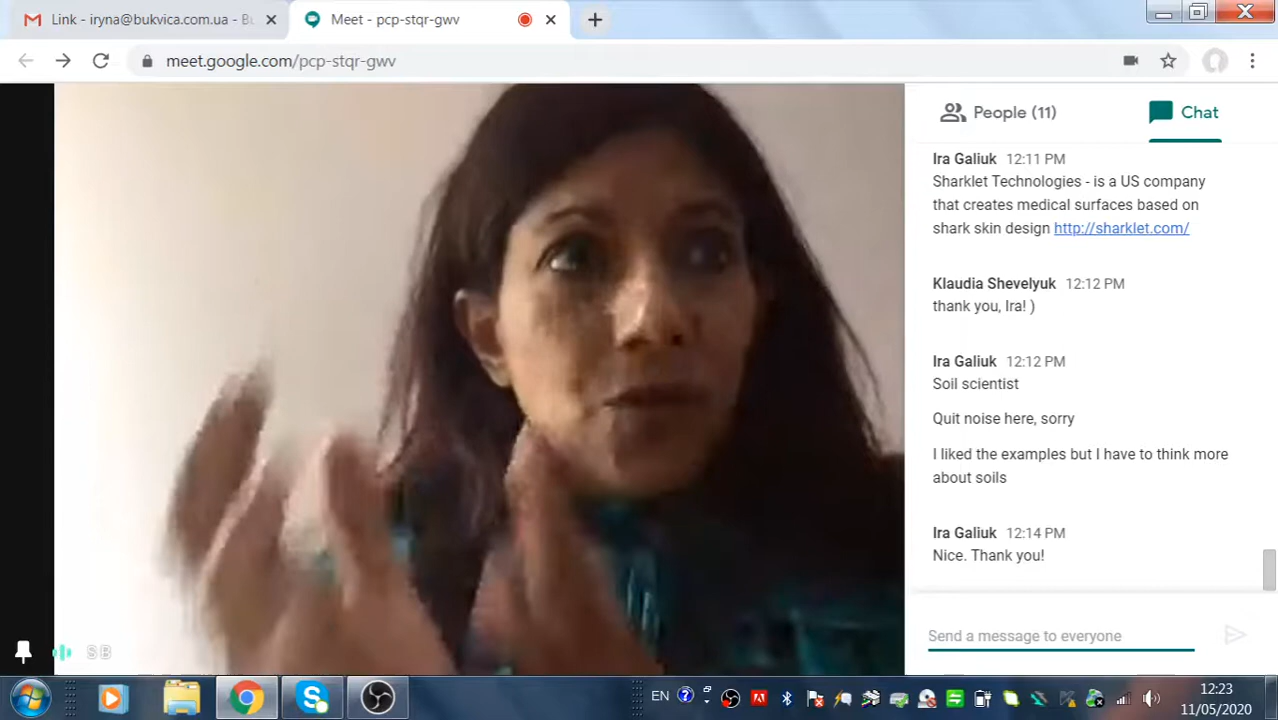 Link - iryna@bukvica.com.ua - B
Meet - pcp-stqr-gwv
meet.google.com/pcp-stqr-gwv
People (11)
Chat
Ira Galiuk 12:11 PM
Sharklet Technologies - is a US company
that creates medical surfaces based on
shark skin design http://sharklet.com/
Klaudia Shevelyuk 12:12 PM
thank you, Ira! )
Ira Galiuk 12:12 PM
Soil scientist
Quit noise here, sorry
I liked the examples but I have to think more
about soils
Ira Galiuk 12:14 PM
Nice. Thank you!
Send a message to everyone
S B
EN
12:23
11/05/2020